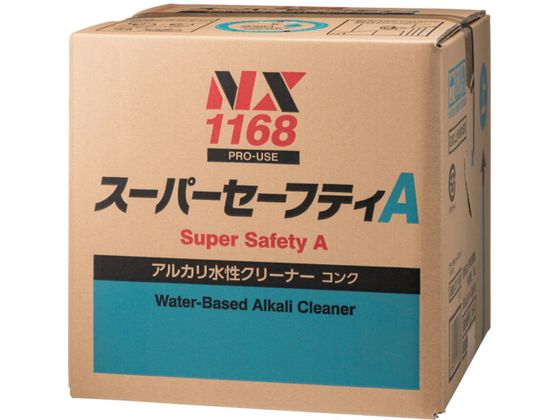 NX
1168
PRO-USE
スーパーセーフティA
Super Safety A
アルカリ水性クリーナー コンク
Water-Based Alkali Cleaner